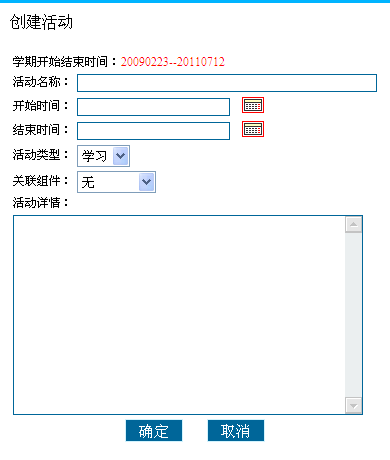 创建活动
学期开始结束时间：20090223--20110712
活动名称：
开始时间：
结束时间：
活动类型： 学习
关联组件： 无
活动详情：
确定 取消